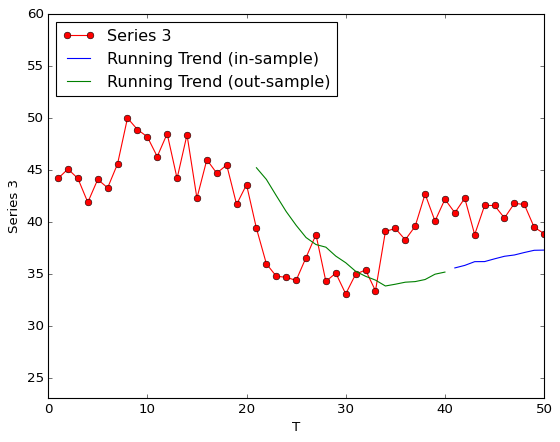 Series 3
Running Trend (in-sample)
Running Trend (out-sample)
60
55
50
45
40
35
30
25
Series 3
0 10 20 30 40 50
T